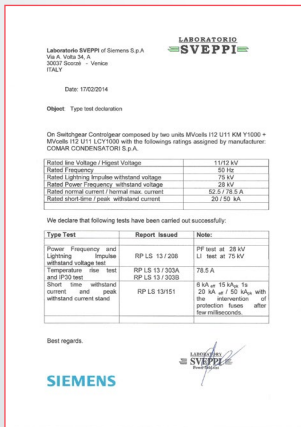 LABORATORIO
SVEPPI
Laboratorio SVEPPI of Siemens S.p.A
Via A. Volta 34, A
30037 Scorzè - Venice
ITALY
Date: 17/02/2014
Object: Type test declaration
On Switchgear Controlgear composed by two units MVcells I12 U11 KM Y1000 +
MVcells I12 U11 LCY1000 with the followings ratings assigned by manufacturer:
COMAR CONDENSATORI S.p.A.
Rated line Voltage / Higest Voltage 11/12 kV
Rated Frequency 50 Hz
Rated Lightning Impulse withstand voltage 75 kV
Rated Power Frequency withstand voltage 28 kV
Rated normal current / normal max. current 52.5 / 78.5 A
Rated short-time / peak withstand current 20 / 50 kA
We declare that following tests have been carried out successfully:
Type Test Report Issued Note:
Power Frequency and Lightning Impulse withstand voltage test RP LS 13 / 206 PF test at 28 kV LI test at 75 kV
Temperature rise test and IP30 test RP LS 13 / 303A RP LS 13 / 303B 78.5 A
Short time withstand current and peak withstand current stand RP LS 13/151 6 kA eff 15 kApk 1s 20 kA eff / 50 kApk with the intervention of protection fuses after few milliseconds.
Best regards.
LABORATORY
SVEPPI
SIEMENS